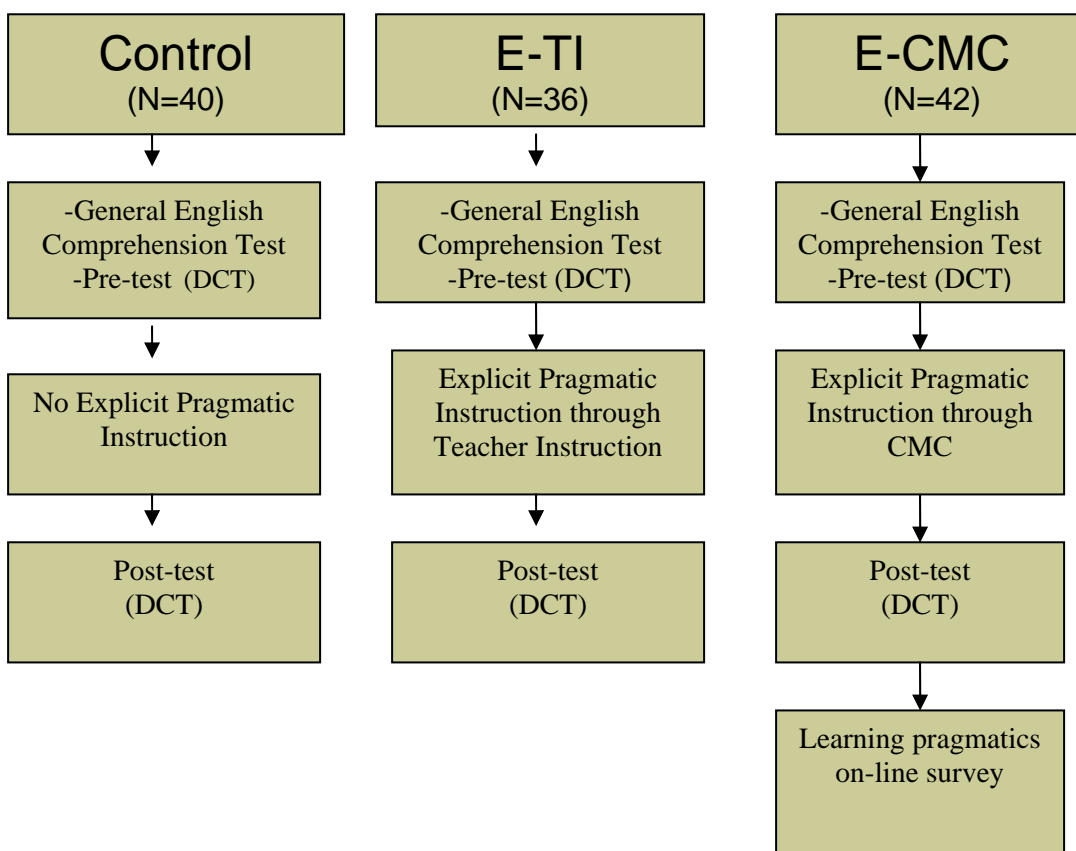 Control
(N=40)
E-TI
(N=36)
E-CMC
(N=42)
-General English
Comprehension Test
-Pre-test (DCT)
-General English
Comprehension Test
-Pre-test (DCT)
-General English
Comprehension Test
-Pre-test (DCT)
No Explicit Pragmatic
Instruction
Explicit Pragmatic
Instruction through
Teacher Instruction
Explicit Pragmatic
Instruction through
CMC
Post-test
(DCT)
Post-test
(DCT)
Post-test
(DCT)
Learning pragmatics
on-line survey